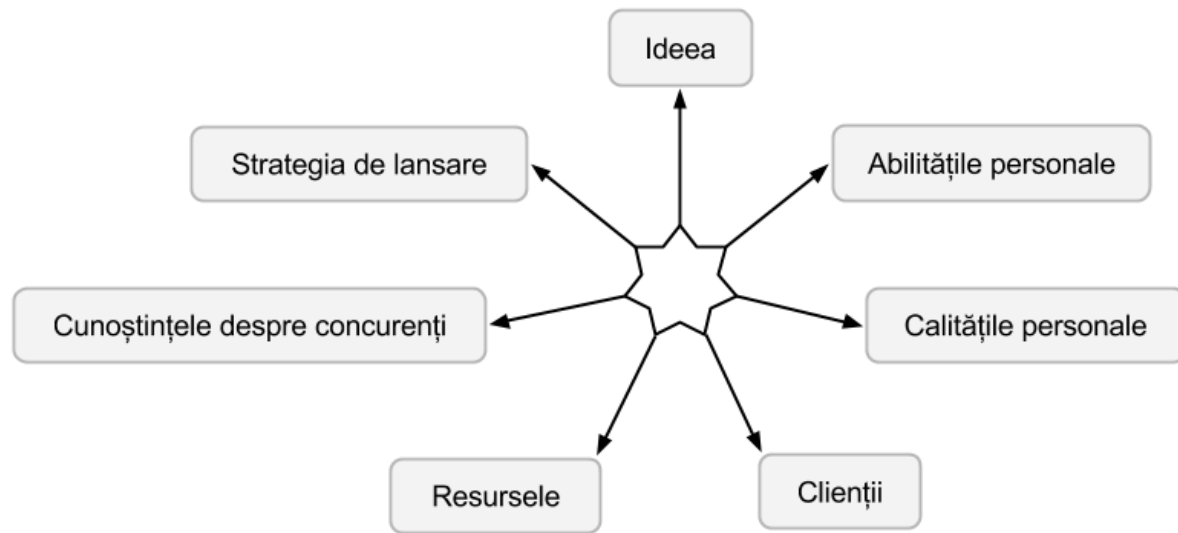 Ideea
Strategia de lansare
Abilitățile personale
Cunoștințele despre concurenți
Calitățile personale
Resursele
Clienții